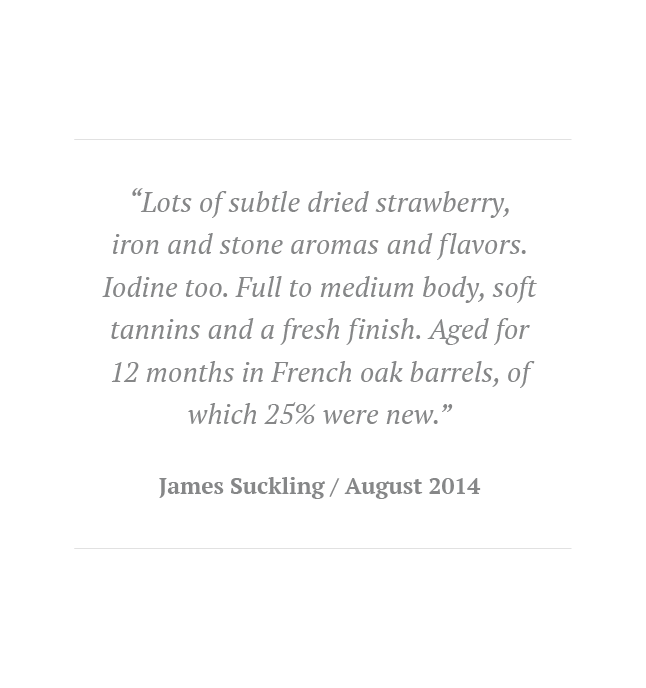 “Lots of subtle dried strawberry,
iron and stone aromas and flavors.
Iodine too. Full to medium body, soft
tannins and a fresh finish. Aged for
12 months in French oak barrels, of
which 25% were new.”
James Suckling / August 2014